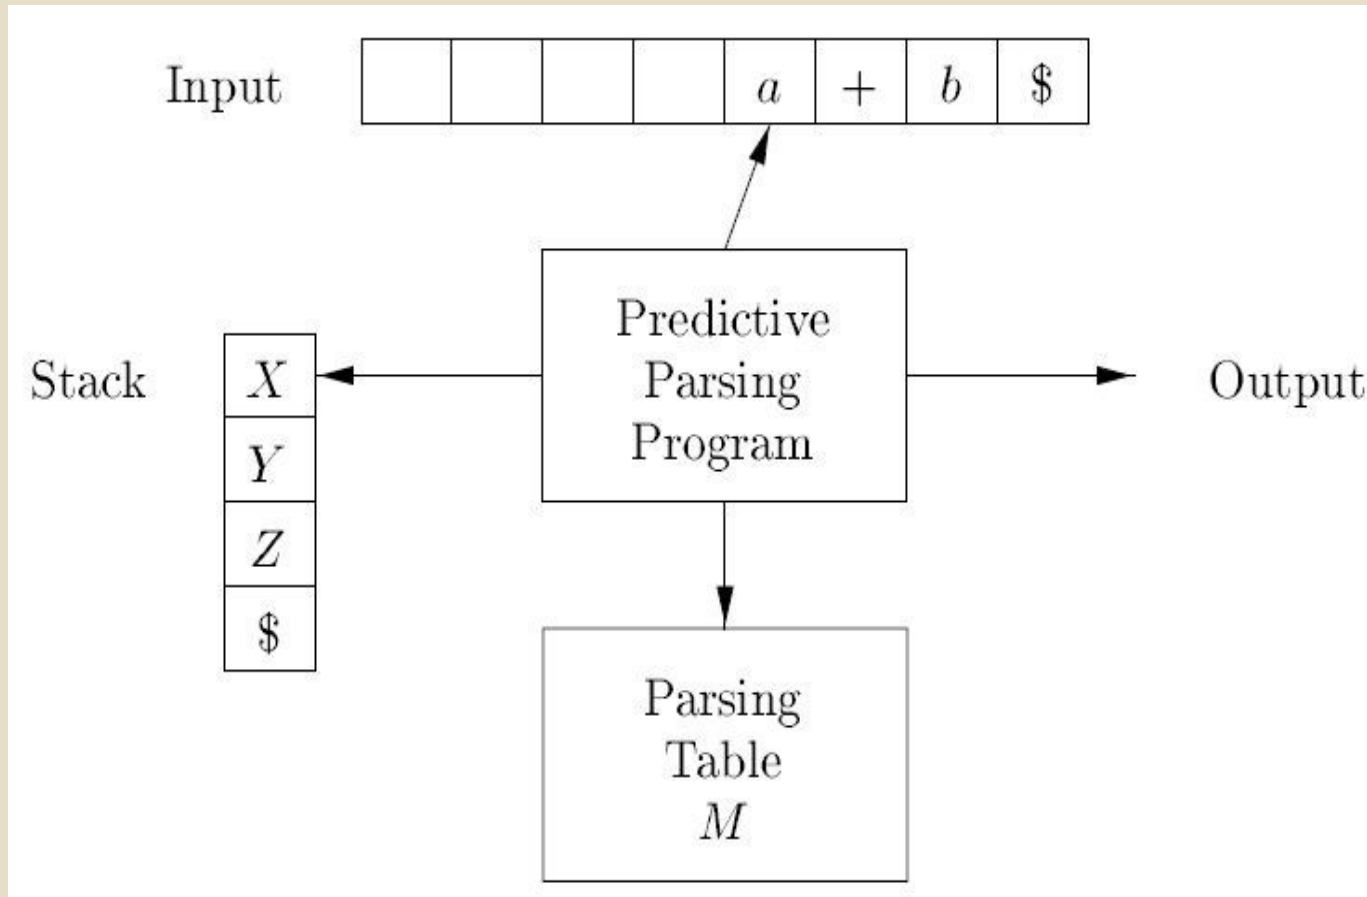 Input
a + b $
Predictive
Parsing
Program
Stack
X
Y
Z
$
Output
Parsing
Table
M